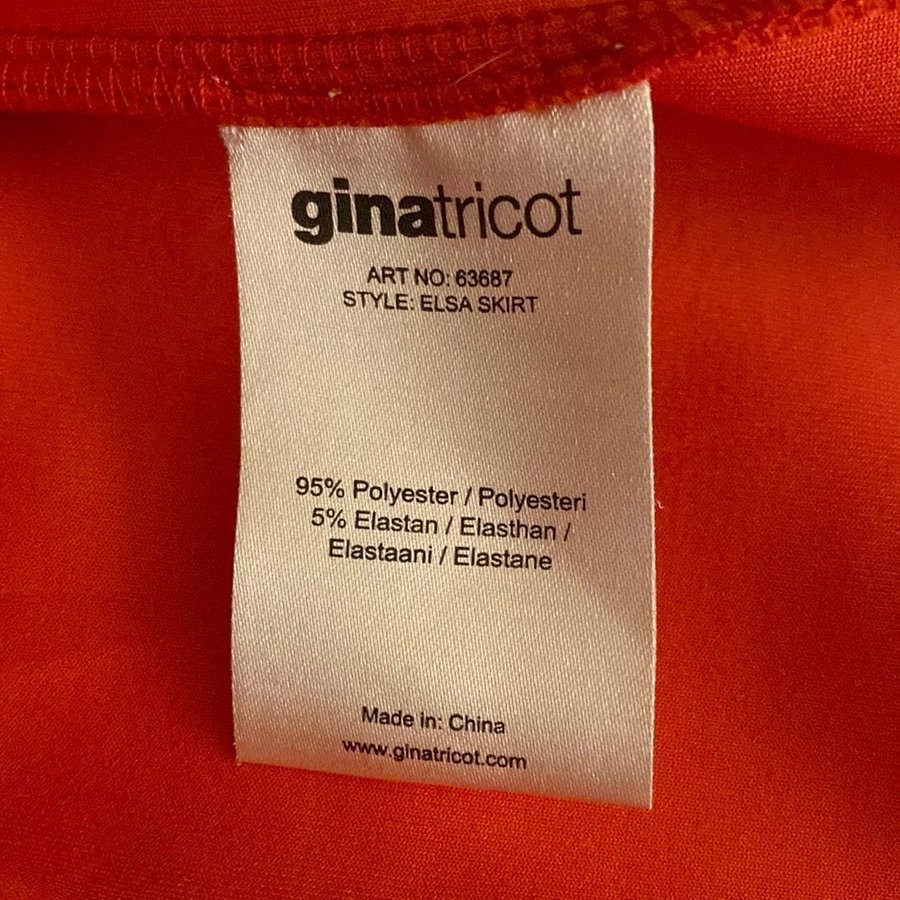 ginatricot
ART NO: 63687
STYLE: ELSA SKIRT
95% Polyester / Polyesteri
5% Elastan / Elasthan /
Elastaani / Elastane
Made in: China
www.ginatricot.com